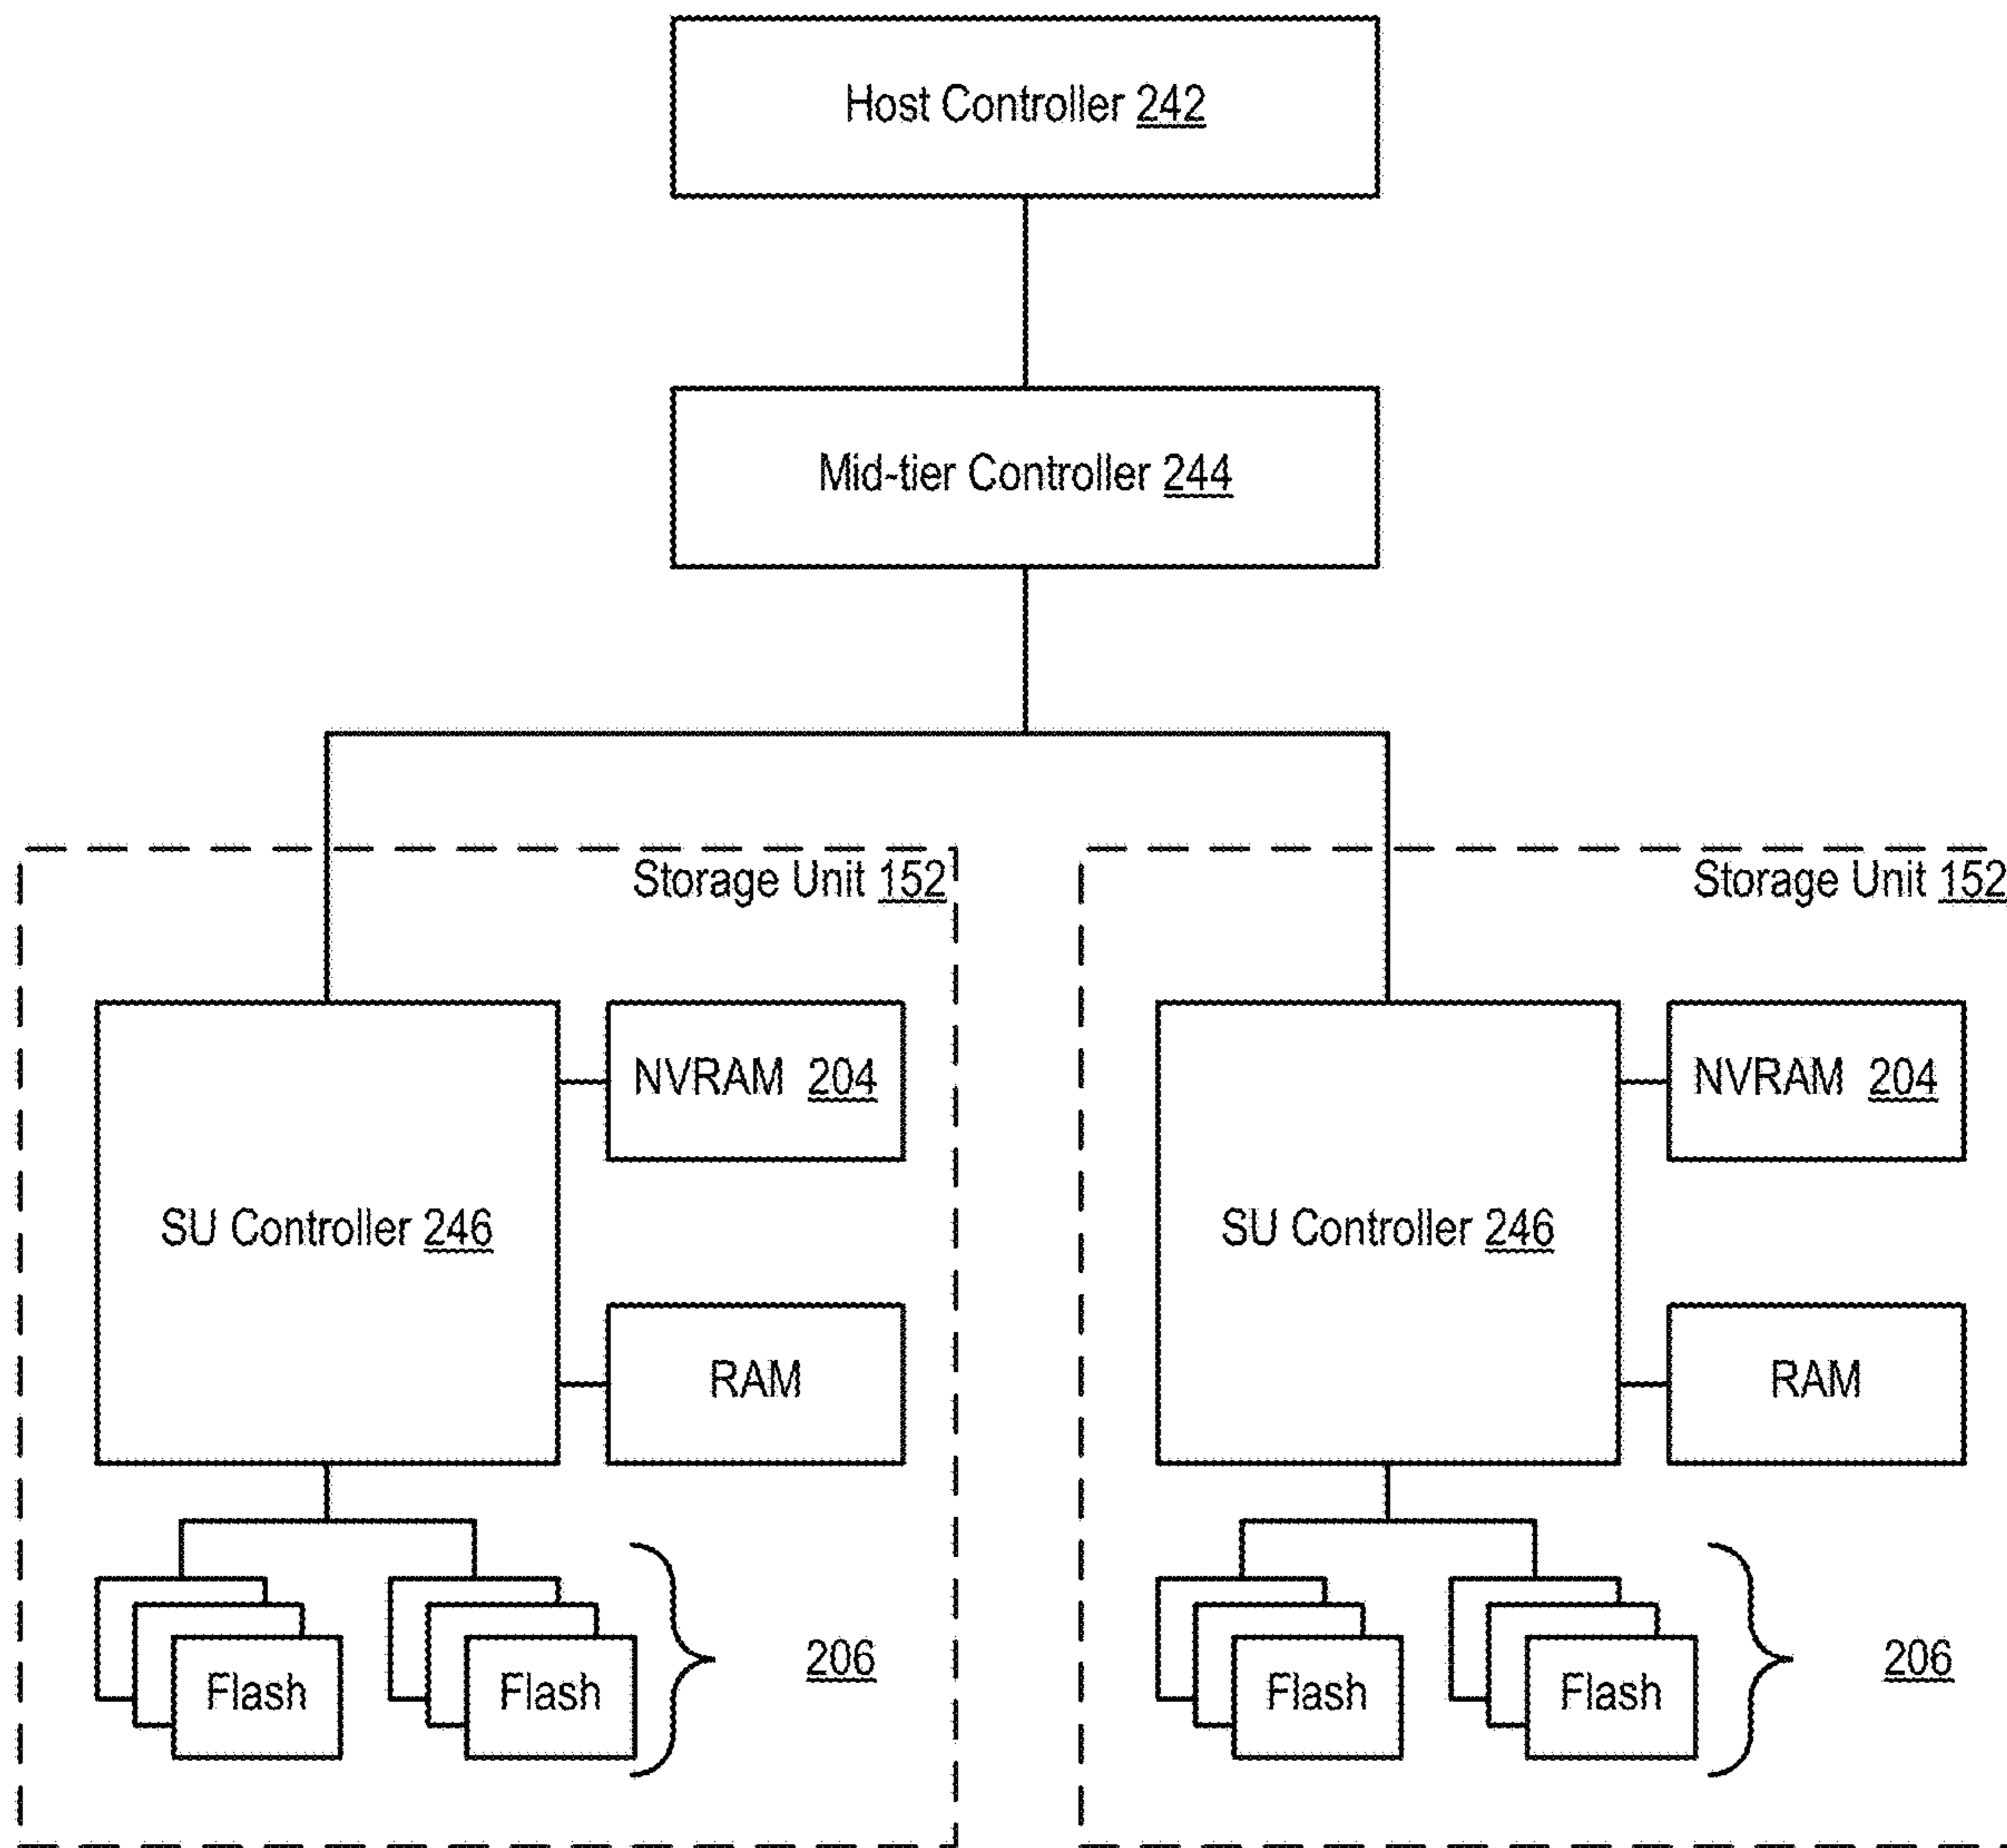 Host Controller 242
Mid-tier Controller 244
Storage Unit 152
SU Controller 246
NVRAM 204
RAM
Flash
Flash
206
Storage Unit 152
SU Controller 246
NVRAM 204
RAM
Flash
Flash
206